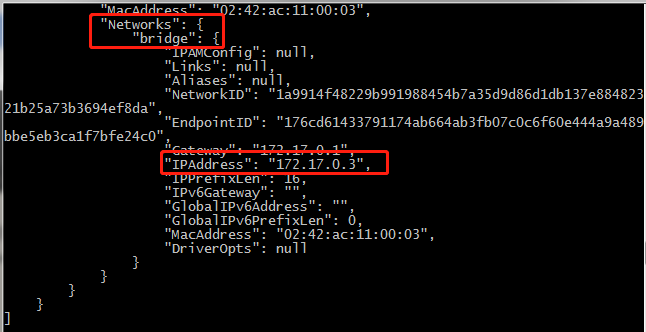 "MacAddress": "02:42:ac:11:00:03",
"Networks": {
"bridge": {
"IPAMConfig": null,
"Links": null,
"Aliases": null,
"NetworkID": "1a9914f48229b991988454b7a35d9d86d1db137e884823
21b25a73b3694ef8da",
"EndpointID": "176cd61433791174ab664ab3fb07c0c6f60e444a9a489
bbe5eb3ca1f7bfe24c0",
"Gateway": "172.17.0.1",
"IPAddress": "172.17.0.3",
"IPPrefixLen": 16,
"IPv6Gateway": "",
"GlobalIPv6Address": "",
"GlobalIPv6PrefixLen": 0,
"MacAddress": "02:42:ac:11:00:03",
"DriverOpts": null
}
}
}
}
]